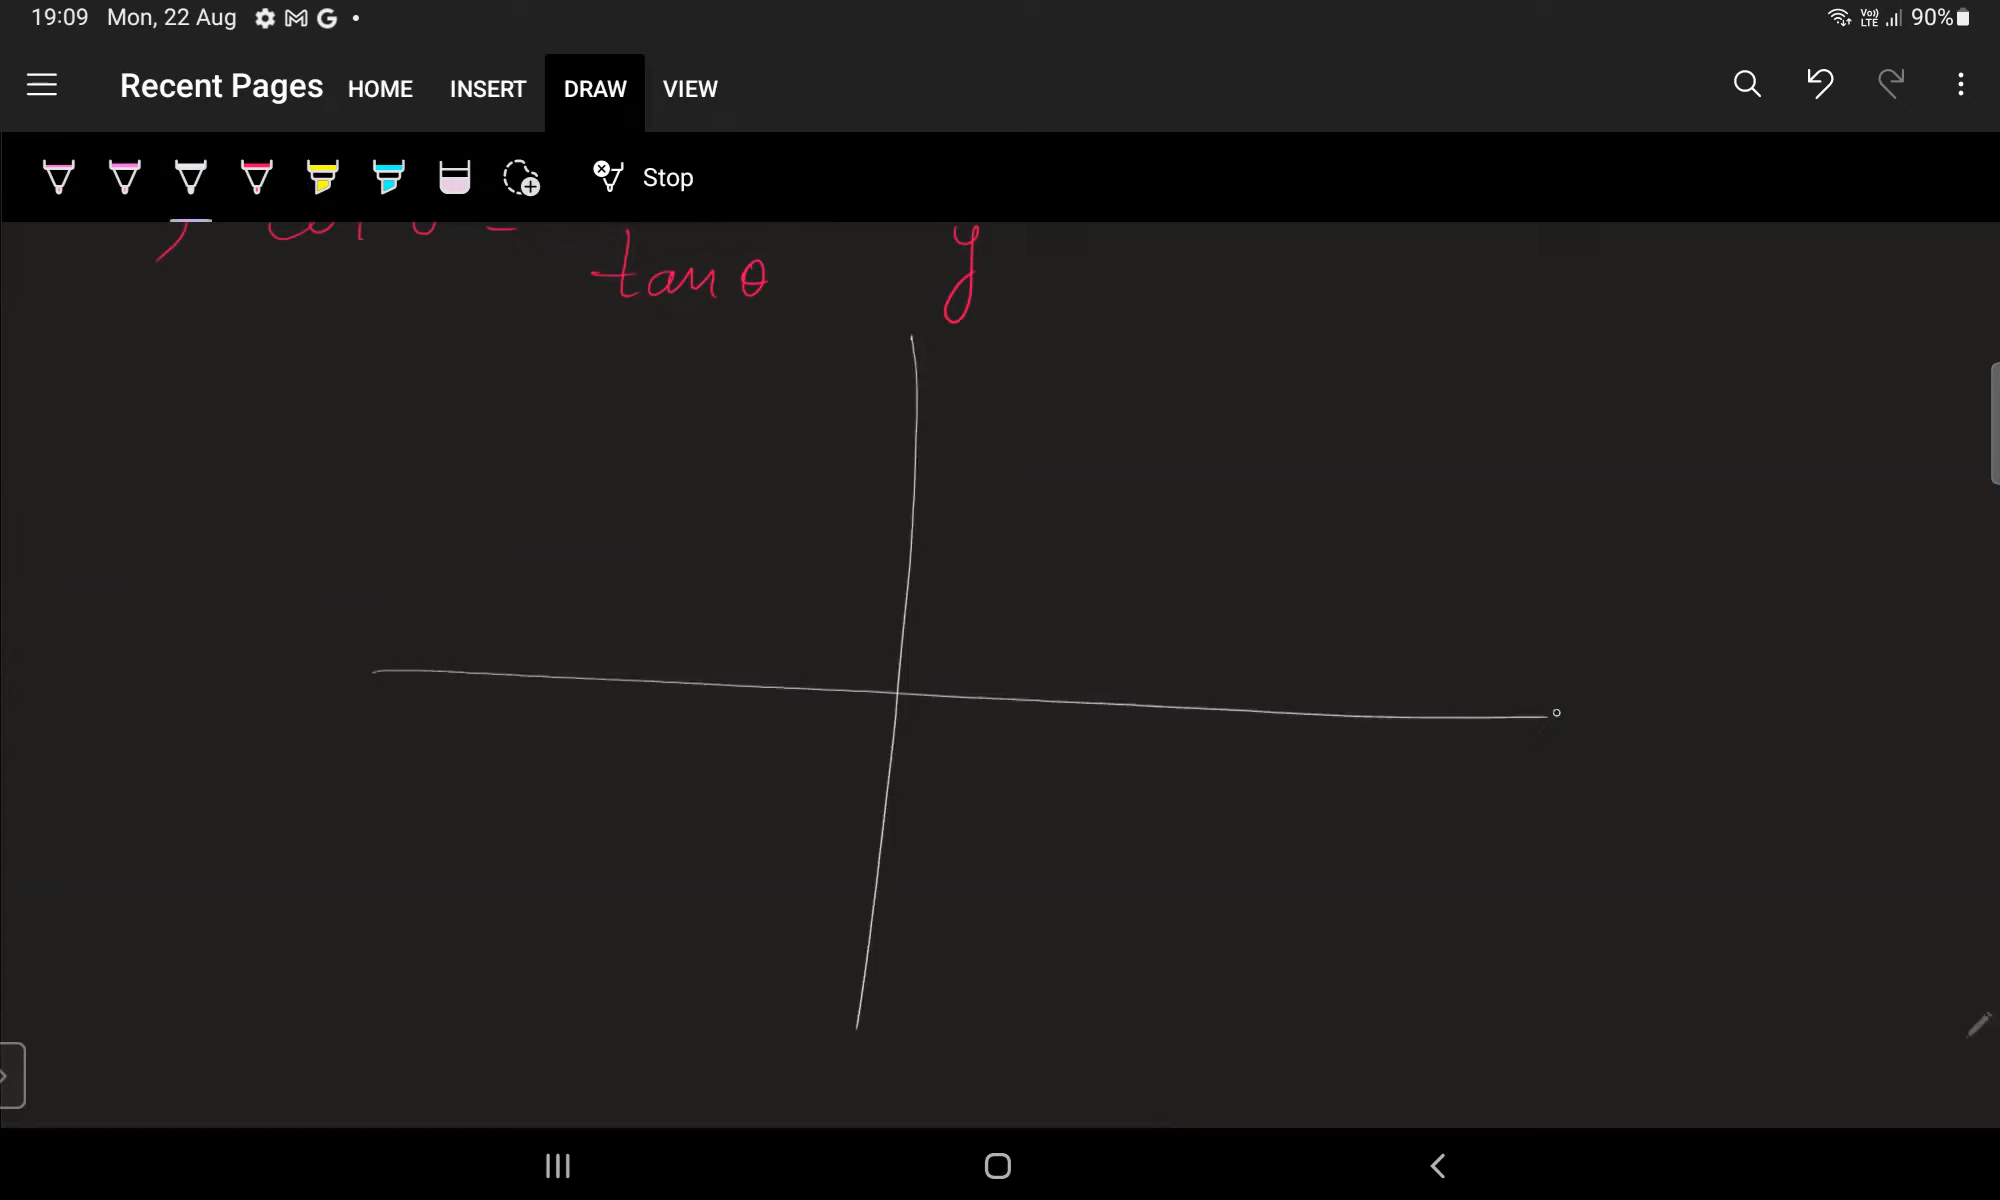 19:09 Mon, 22 Aug 90%
Recent Pages HOME INSERT DRAW VIEW
Stop
tan θ y